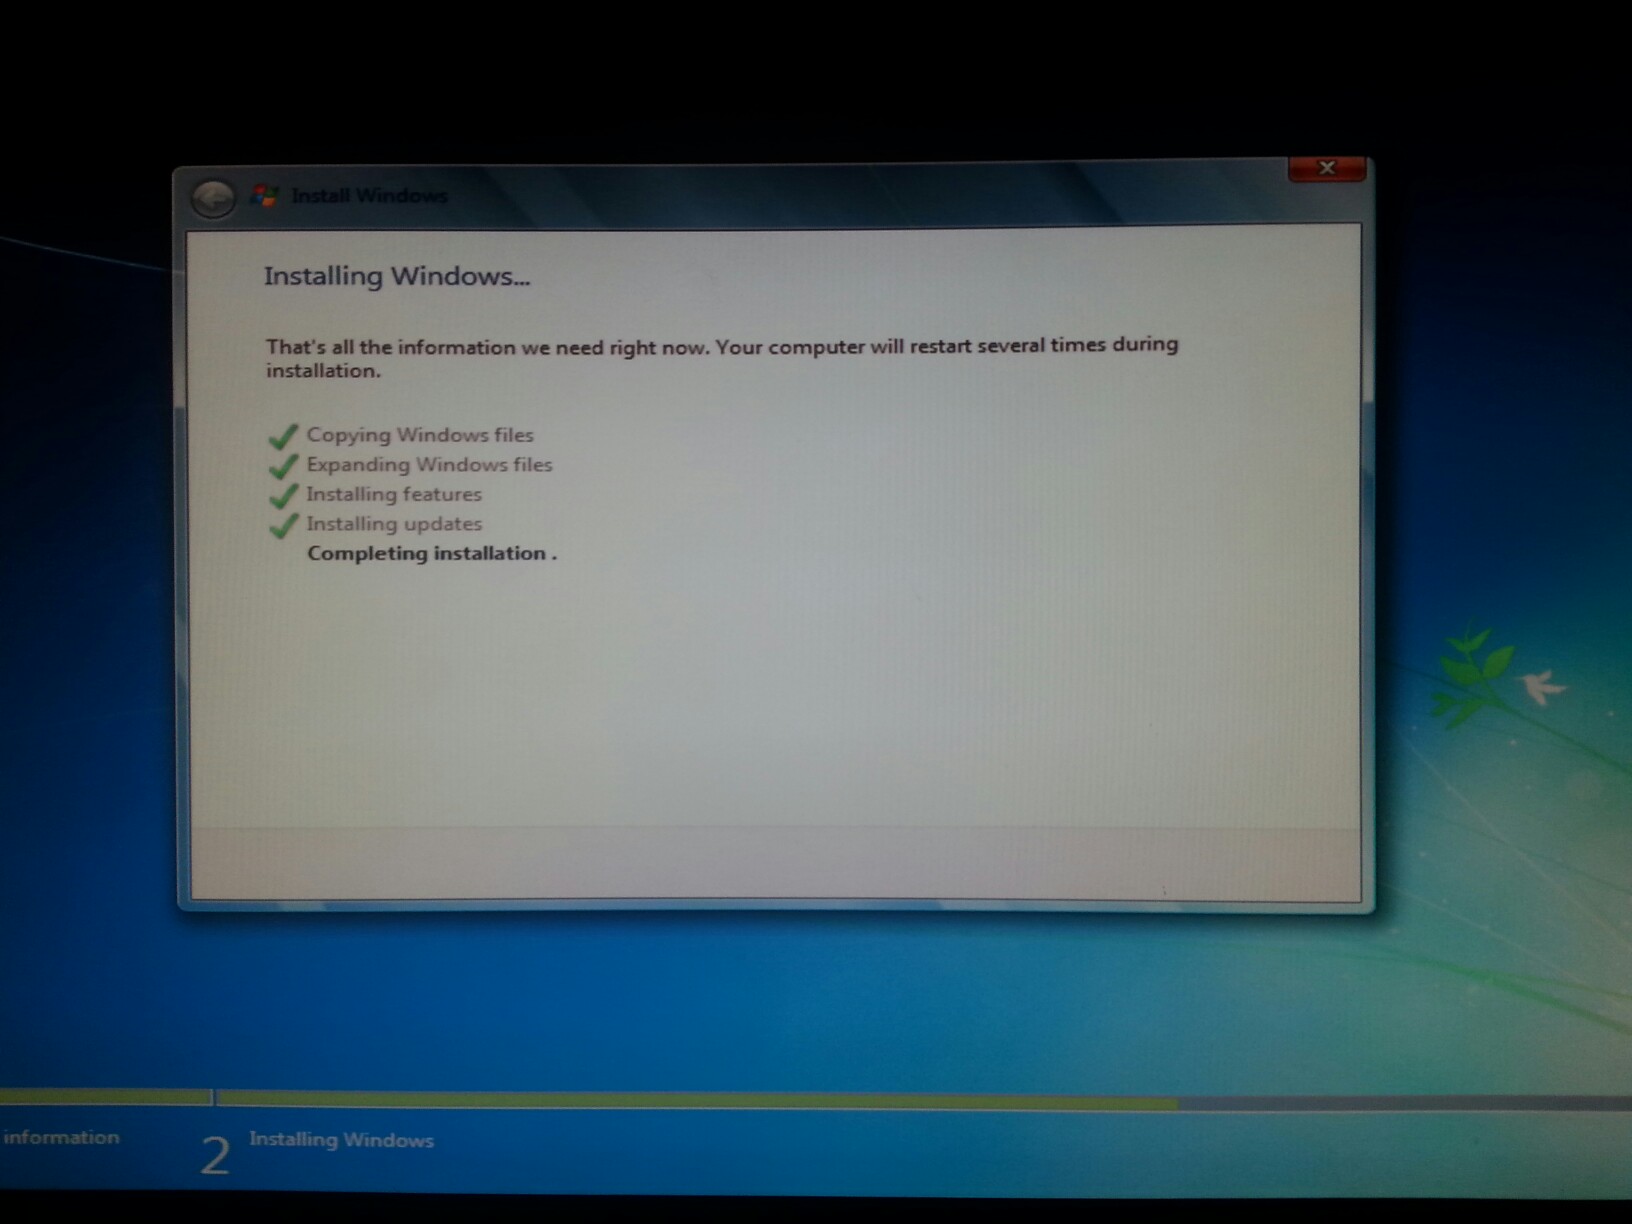 Install Windows
Installing Windows...
That's all the information we need right now. Your computer will restart several times during
installation.
Copying Windows files
Expanding Windows files
Installing features
Installing updates
Completing installation .
information
2 Installing Windows